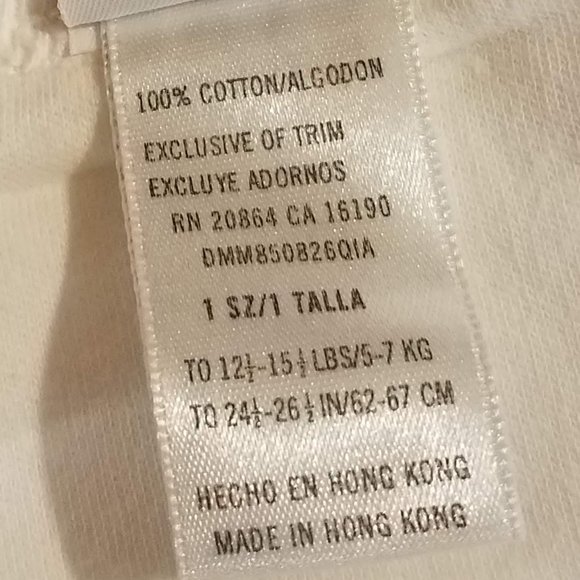 100% COTTON/ALGODON
EXCLUSIVE OF TRIM
EXCLUYE ADORNOS
RN 20864 CA 16190
DMM850826QIA
1 SZ/1 TALLA
TO 12½-15½ LBS/5-7 KG
TO 24½-26½ IN/62-67 CM
HECHO EN HONG KONG
MADE IN HONG KONG